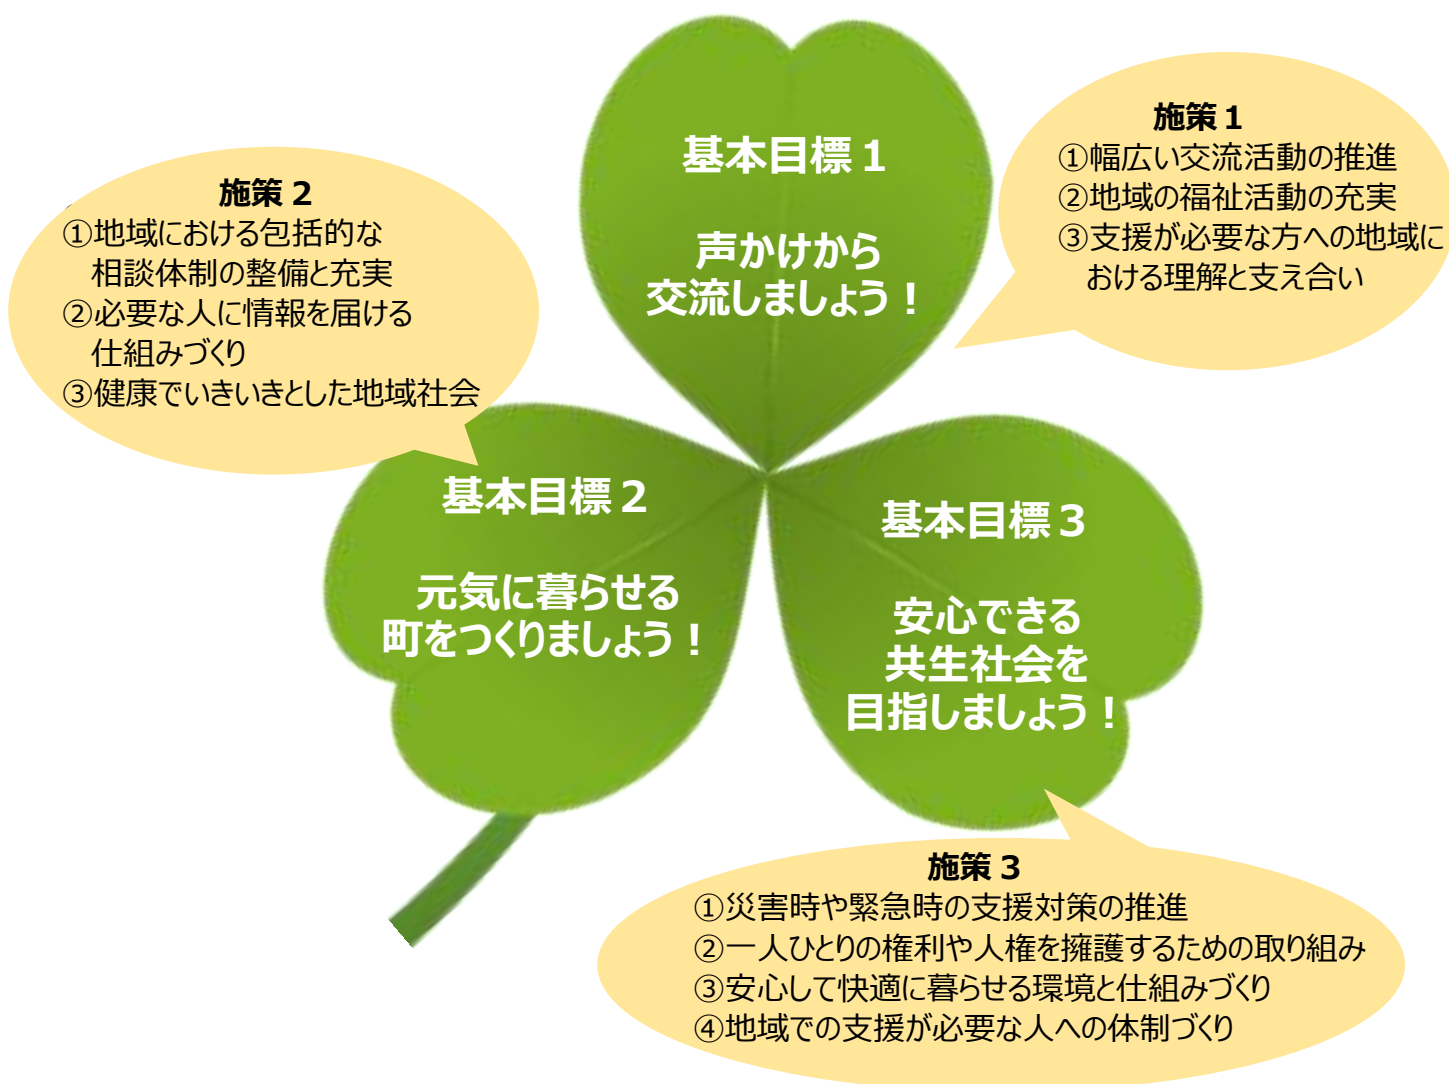 基本目標１
声かけから
交流しましょう！
施策１
①幅広い交流活動の推進
②地域の福祉活動の充実
③支援が必要な方への地域に
おける理解と支え合い
施策２
①地域における包括的な
相談体制の整備と充実
②必要な人に情報を届ける
仕組みづくり
③健康でいきいきとした地域社会
基本目標２
元気に暮らせる
町をつくりましょう！
基本目標３
安心できる
共生社会を
目指しましょう！
施策３
①災害時や緊急時の支援対策の推進
②一人ひとりの権利や人権を擁護するための取り組み
③安心して快適に暮らせる環境と仕組みづくり
④地域での支援が必要な人への体制づくり